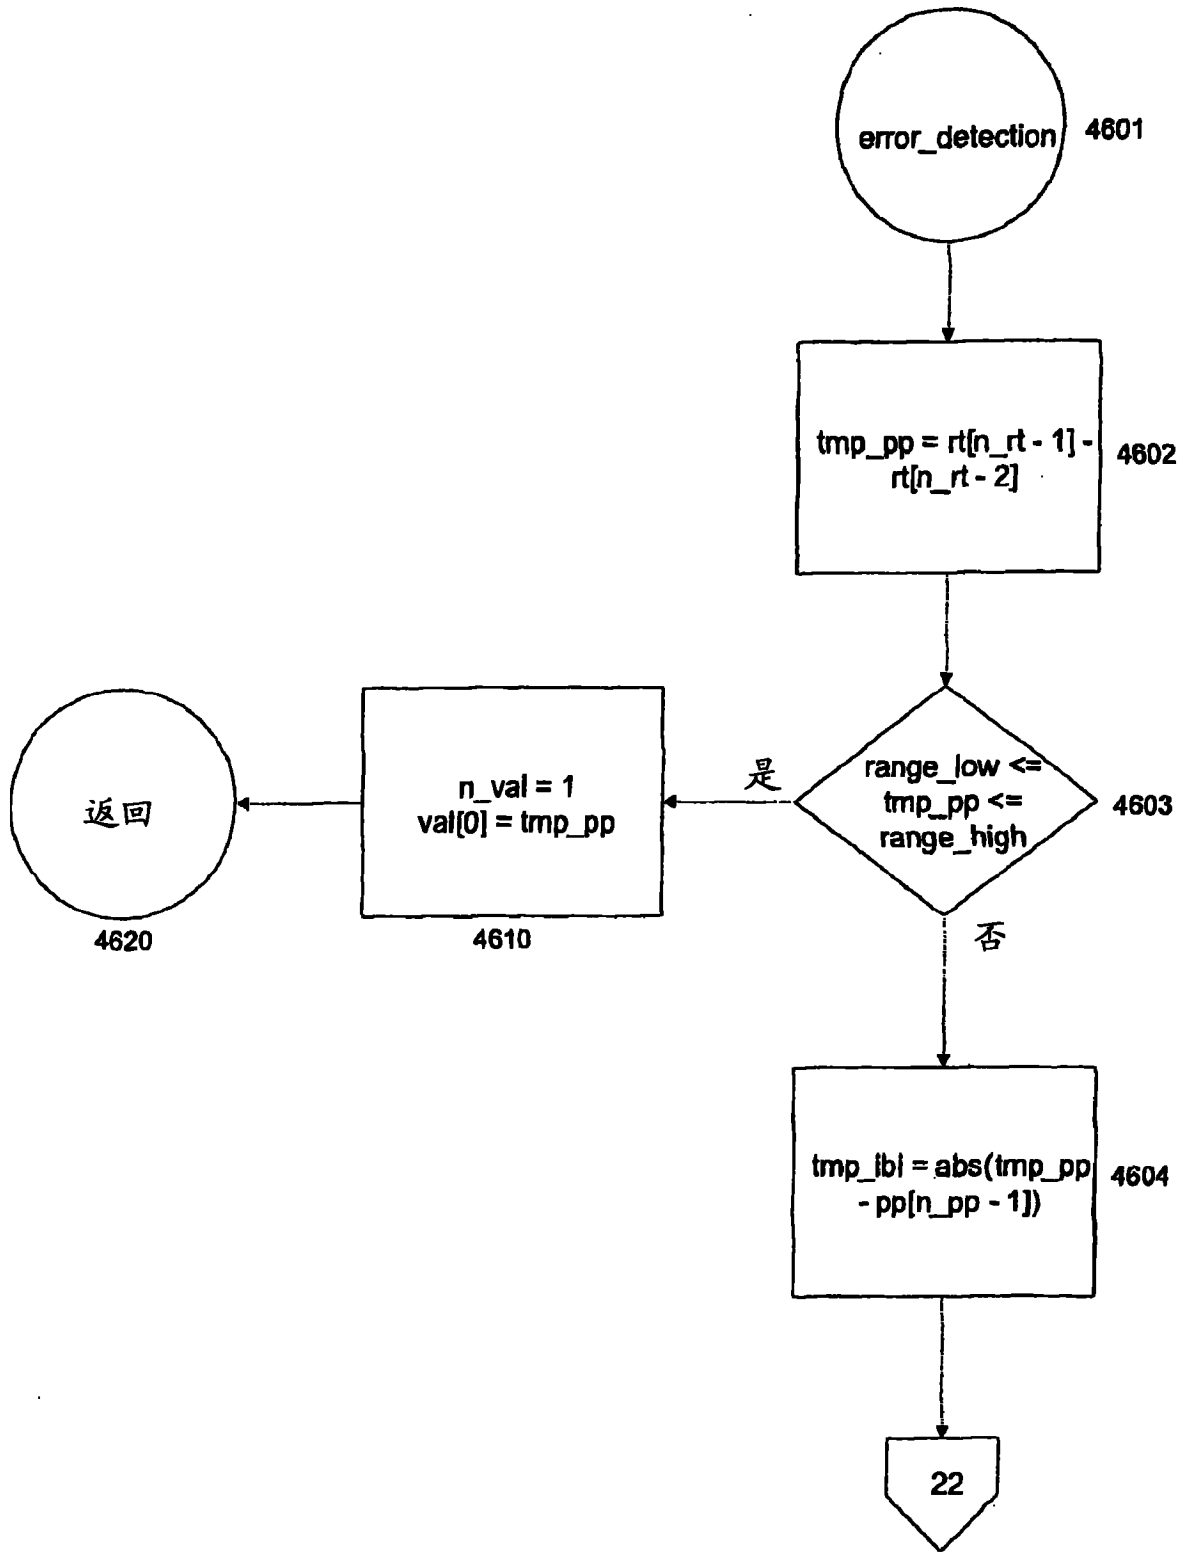 error_detection
4601
tmp_pp = rt[n_rt - 1] -
rt[n_rt - 2]
4602
range_low <=
tmp_pp <=
range_high
4603
是
n_val = 1
val[0] = tmp_pp
4610
返回
4620
否
tmp_ibi = abs(tmp_pp
- pp[n_pp - 1])
4604
22